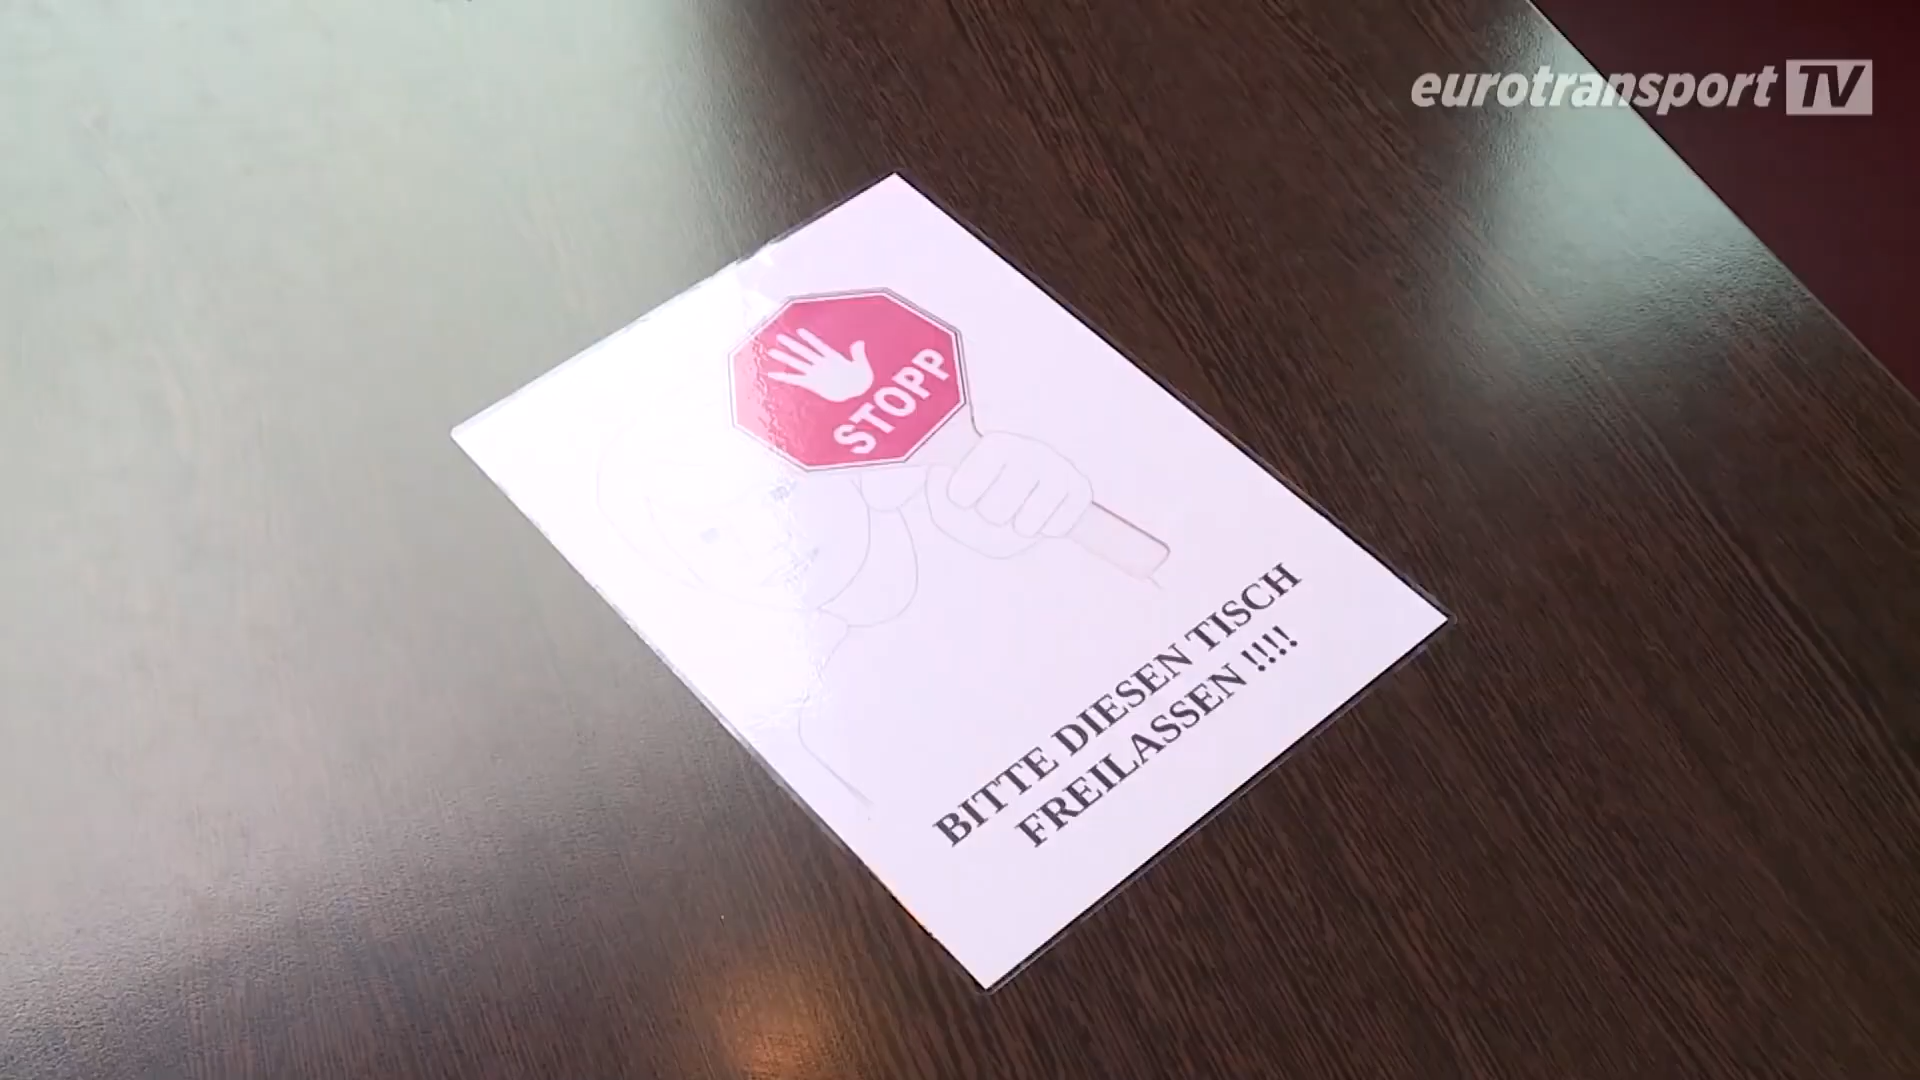 eurotransport TV
STOPP
BITTE DIESEN TISCH
FREILASSEN !!!!